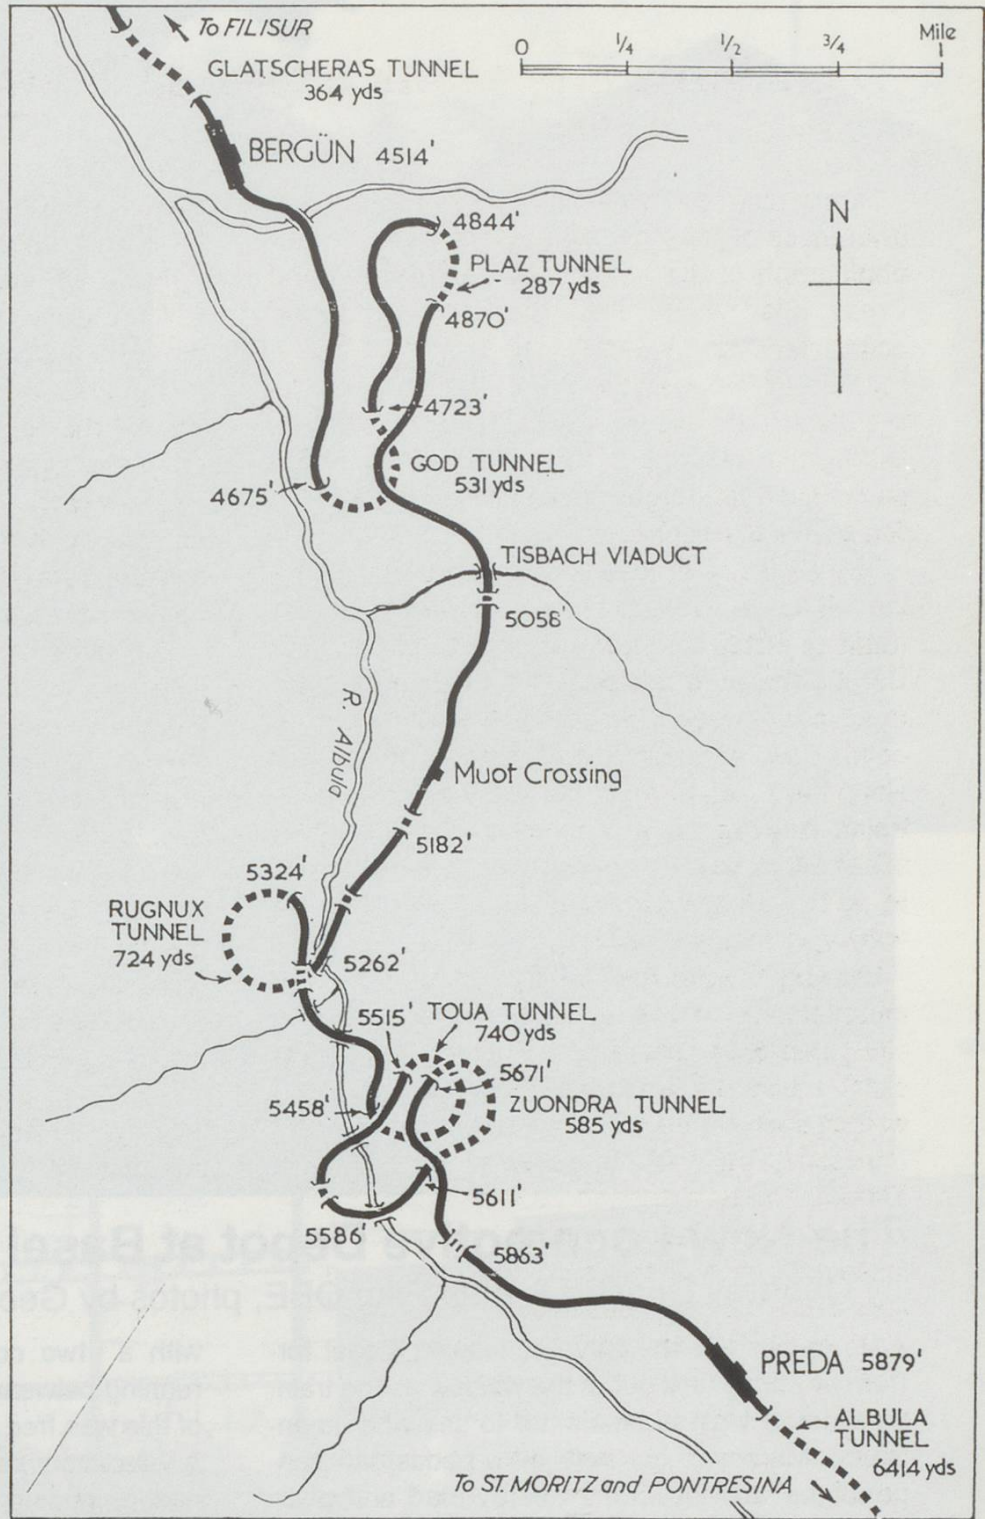 To FILISUR
0 1/4 1/2 3/4 Mile
GLATSCHERAS TUNNEL
364 yds
BERGÜN 4514'
N
4844'
PLAZ TUNNEL
287 yds
4870'
4723'
GOD TUNNEL
531 yds
4675'
TISBACH VIADUCT
5058'
R. Albula
Muot Crossing
5182'
5324'
RUGNUX
TUNNEL
724 yds
5262'
5515'
TOUA TUNNEL
740 yds
5671'
5458'
ZUONDRA TUNNEL
585 yds
5611'
5586'
5863'
PREDA 5879'
ALBULA
TUNNEL
6414 yds
To ST. MORITZ and PONTRESINA